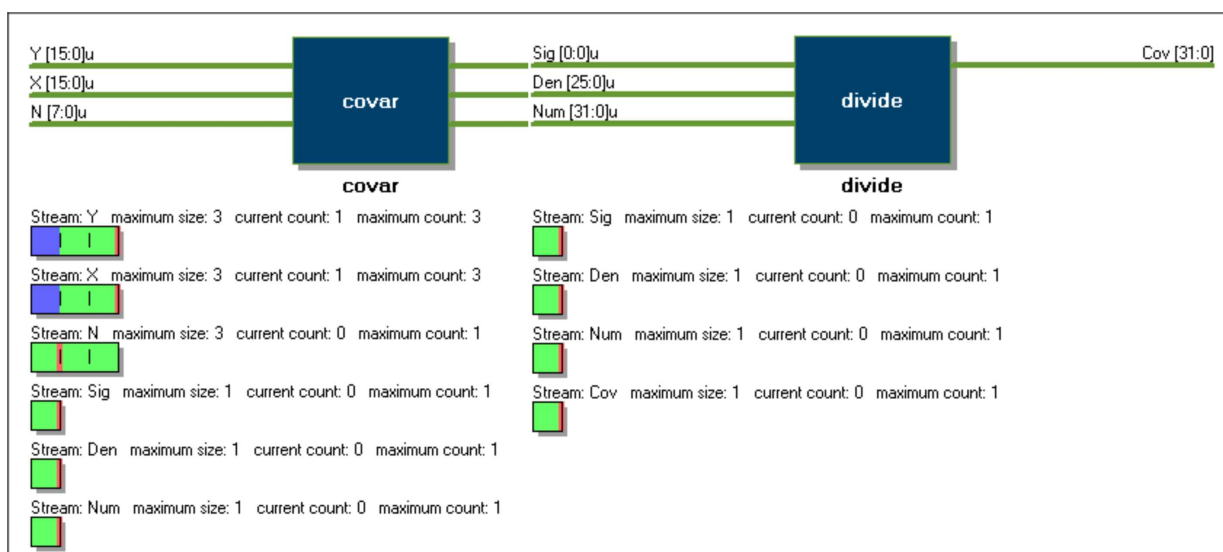 Y [15:0]u
X [15:0]u
N [7:0]u
covar
covar
Sig [0:0]u
Den [25:0]u
Num [31:0]u
divide
divide
Cov [31:0]
Stream: Y maximum size: 3 current count: 1 maximum count: 3
Stream: X maximum size: 3 current count: 1 maximum count: 3
Stream: N maximum size: 3 current count: 0 maximum count: 1
Stream: Sig maximum size: 1 current count: 0 maximum count: 1
Stream: Den maximum size: 1 current count: 0 maximum count: 1
Stream: Num maximum size: 1 current count: 0 maximum count: 1
Stream: Sig maximum size: 1 current count: 0 maximum count: 1
Stream: Den maximum size: 1 current count: 0 maximum count: 1
Stream: Num maximum size: 1 current count: 0 maximum count: 1
Stream: Cov maximum size: 1 current count: 0 maximum count: 1